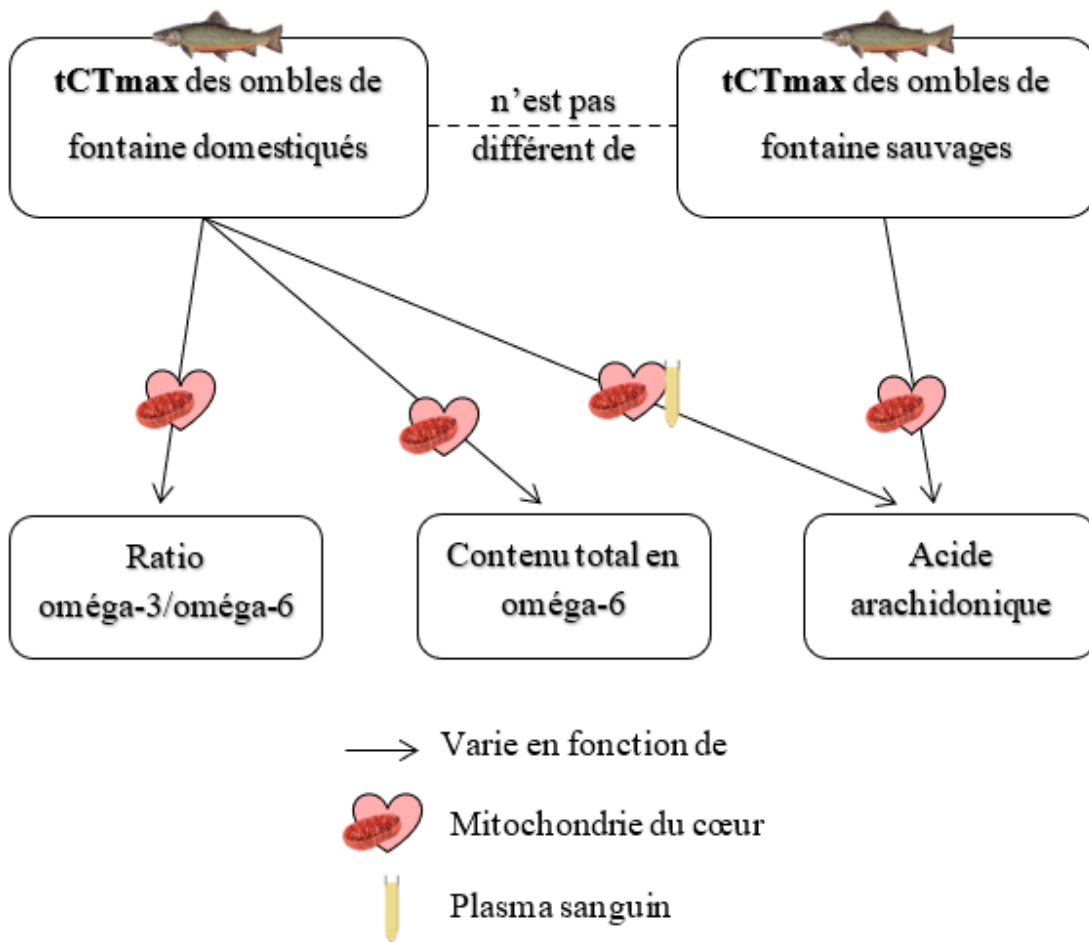 tCTmax des ombles de
fontaine domestiqués
n'est pas
différent de
tCTmax des ombles de
fontaine sauvages
Ratio
oméga-3/oméga-6
Contenu total en
oméga-6
Acide
arachidonique
Varie en fonction de
Mitochondrie du cœur
Plasma sanguin